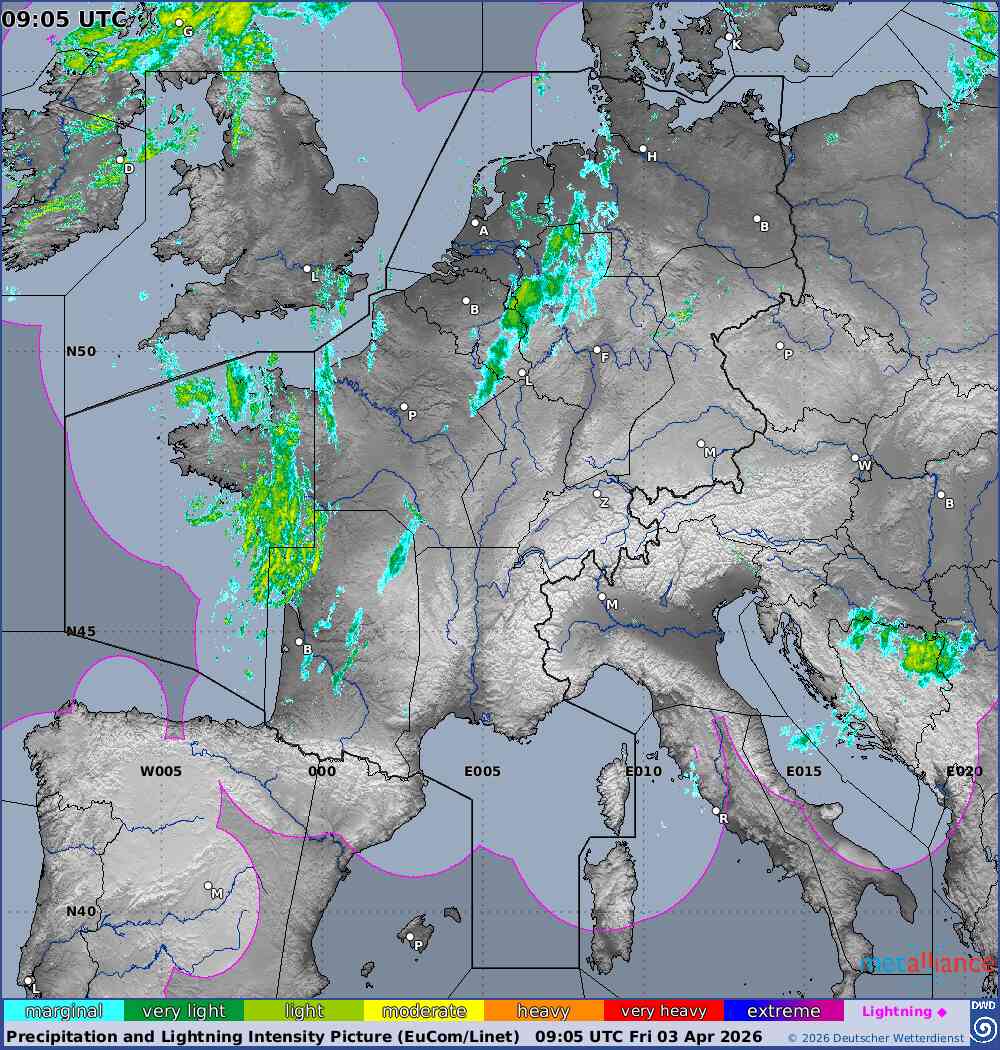 09:05 UTC
G
K
D
H
A
B
L
B
N50
F
P
L
P
M
W
Z
B
M
N45
B
W005
000
E005
E010
E015
E020
R
M
N40
P
L
metalliance
marginal very light light moderate heavy very heavy extreme Lightning ◆ DWD
Precipitation and Lightning Intensity Picture (EuCom/Linet) 09:05 UTC Fri 03 Apr 2026 © 2026 Deutscher Wetterdienst